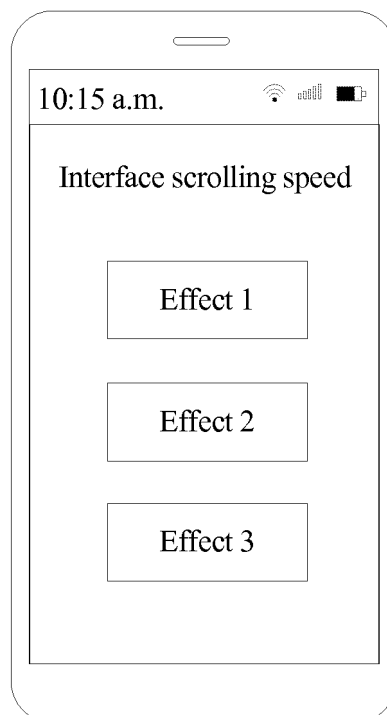 10:15 a.m.
Interface scrolling speed
Effect 1
Effect 2
Effect 3